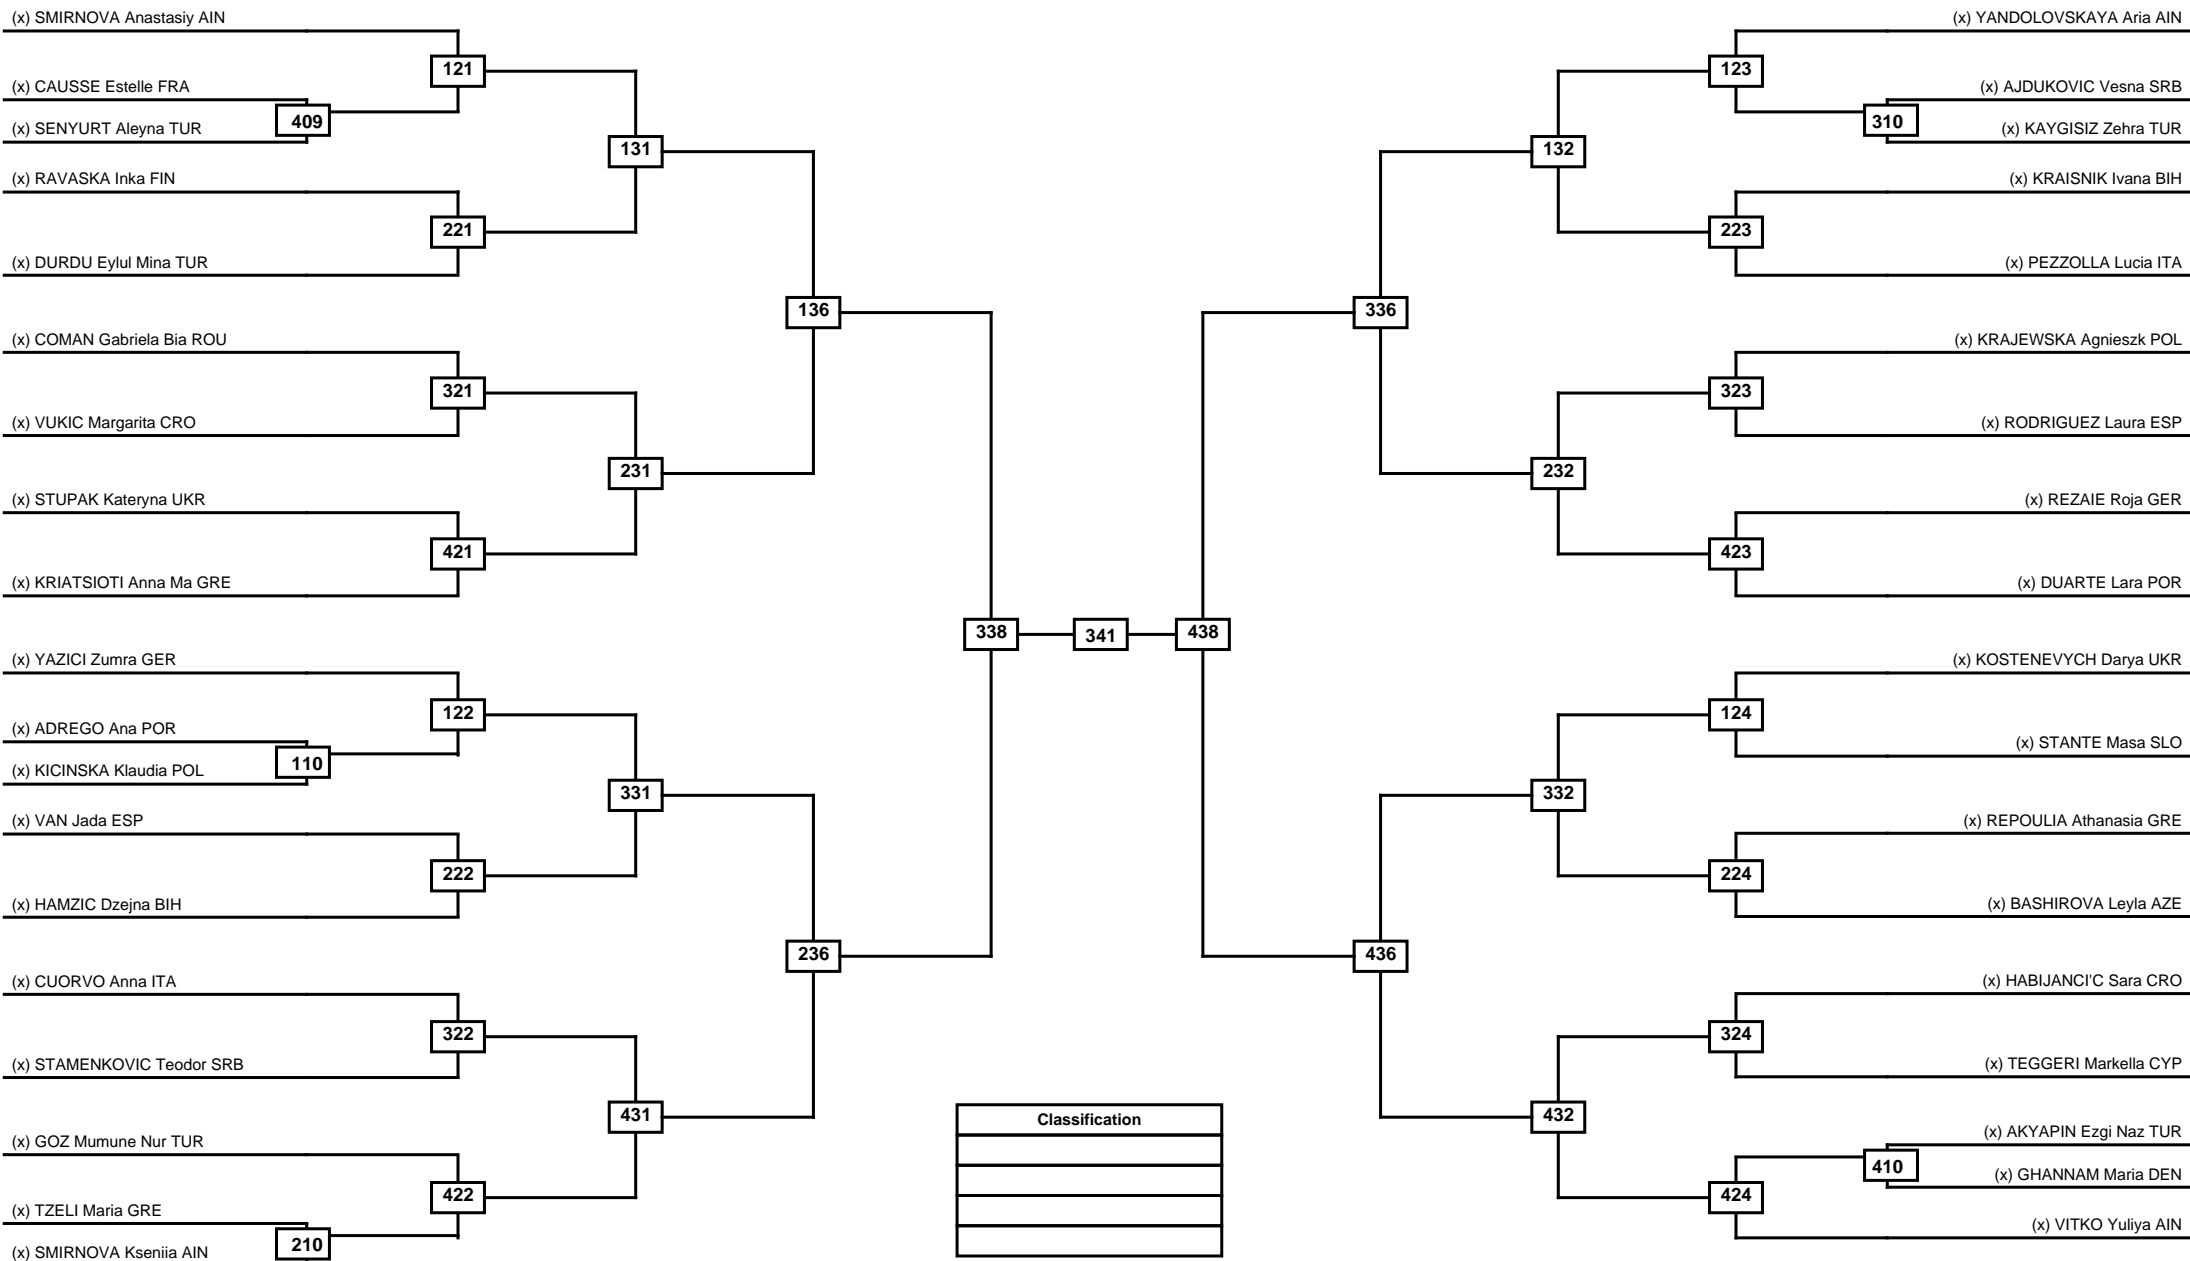 (x) SMIRNOVA Anastasiy AIN
121
(x) CAUSSE Estelle FRA
409
(x) SENYURT Aleyna TUR
131
(x) RAVASKA Inka FIN
221
(x) DURDU Eylul Mina TUR
136
(x) COMAN Gabriela Bia ROU
321
(x) VUKIC Margarita CRO
231
(x) STUPAK Kateryna UKR
421
(x) KRIATSIOTI Anna Ma GRE
338
341
438
(x) YAZICI Zumra GER
122
(x) ADREGO Ana POR
110
(x) KICINSKA Klaudia POL
331
(x) VAN Jada ESP
222
(x) HAMZIC Dzejna BIH
236
(x) CUORVO Anna ITA
322
(x) STAMENKOVIC Teodor SRB
431
(x) GOZ Mumune Nur TUR
422
(x) TZELI Maria GRE
210
(x) SMIRNOVA Kseniia AIN
(x) YANDOLOVSKAYA Aria AIN
123
(x) AJDUKOVIC Vesna SRB
310
(x) KAYGISIZ Zehra TUR
132
(x) KRAISNIK Ivana BIH
223
(x) PEZZOLLA Lucia ITA
336
(x) KRAJEWSKA Agnieszk POL
323
(x) RODRIGUEZ Laura ESP
232
(x) REZAIE Roja GER
423
(x) DUARTE Lara POR
(x) KOSTENEVYCH Darya UKR
124
(x) STANTE Masa SLO
332
(x) REPOULIA Athanasia GRE
224
(x) BASHIROVA Leyla AZE
436
(x) HABIJANCI'C Sara CRO
324
(x) TEGGERI Markella CYP
432
(x) AKYAPIN Ezgi Naz TUR
410
(x) GHANNAM Maria DEN
424
(x) VITKO Yuliya AIN
Classification